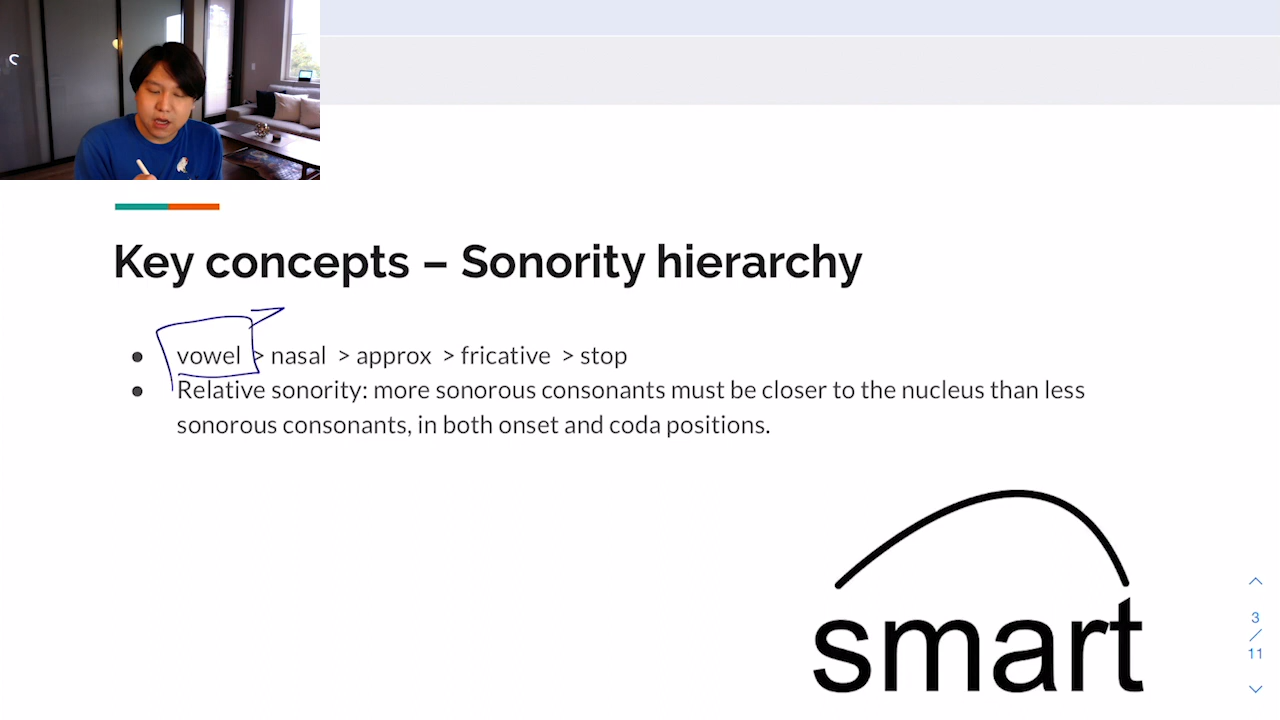 Key concepts – Sonority hierarchy
● vowel > nasal > approx > fricative > stop
● Relative sonority: more sonorous consonants must be closer to the nucleus than less
sonorous consonants, in both onset and coda positions.
smart
3
/
11